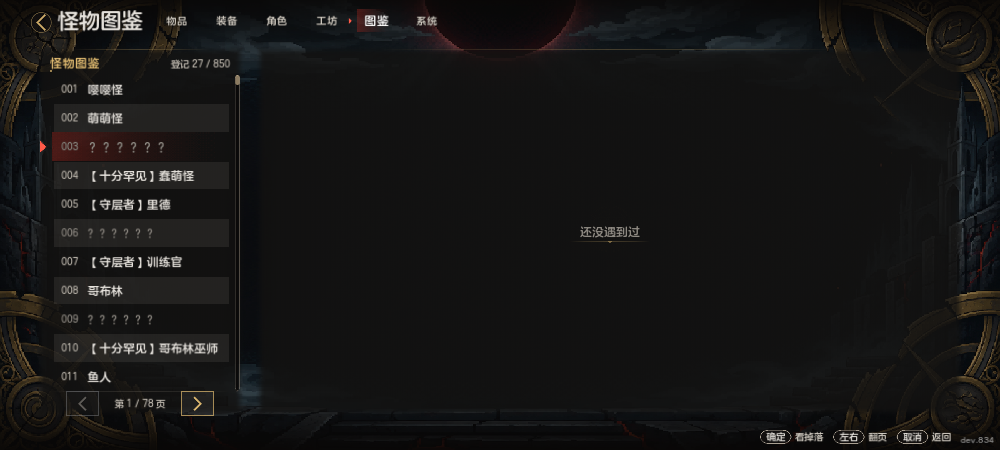 怪物图鉴 物品 装备 角色 工坊 图鉴 系统
怪物图鉴 登记 27 / 850
001 嘤嘤怪
002 萌萌怪
003 ？？？？？？
004 【十分罕见】蠢萌怪
005 【守层者】里德
006 ？？？？？？
007 【守层者】训练官
008 哥布林
009 ？？？？？？
010 【十分罕见】哥布林巫师
011 鱼人
第 1 / 78 页
还没遇到过
确定 看掉落 左右 翻页 取消 返回 dev.834